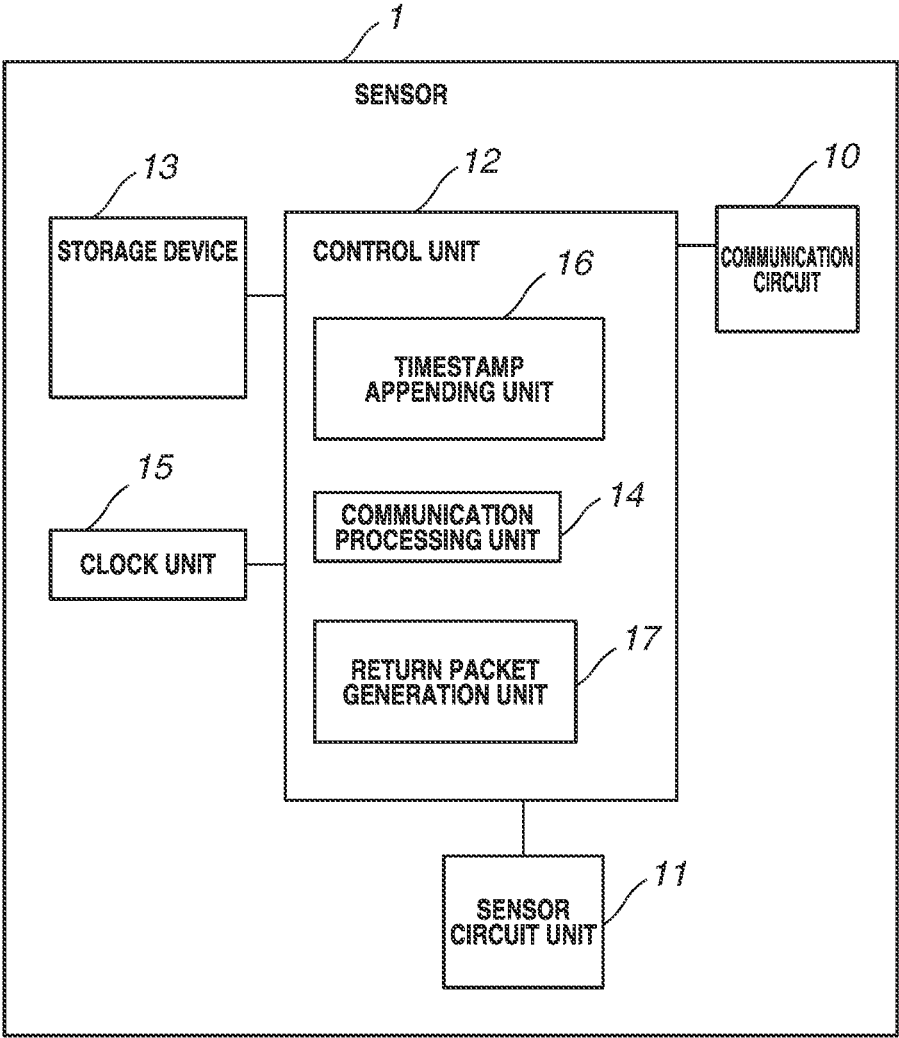 1
SENSOR
13
STORAGE DEVICE
12
CONTROL UNIT
10
COMMUNICATION
CIRCUIT
16
TIMESTAMP
APPENDING UNIT
15
CLOCK UNIT
14
COMMUNICATION
PROCESSING UNIT
17
RETURN PACKET
GENERATION UNIT
11
SENSOR
CIRCUIT UNIT